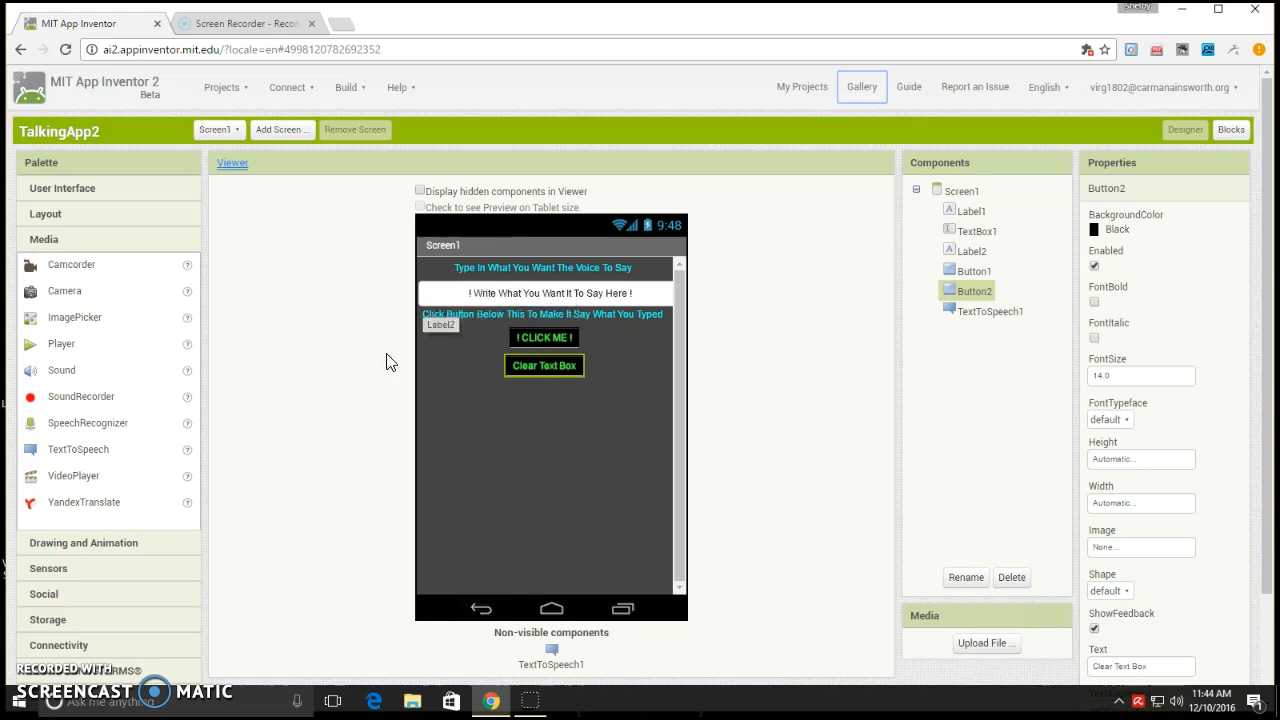 Shelby
MIT App Inventor
Screen Recorder - Recor
ai2.appinventor.mit.edu/?locale=en#4998120782692352
MIT App Inventor 2
Beta
Projects
Connect
Build
Help
My Projects
Gallery
Guide
Report an Issue
English
virg1802@carmanainsworth.org
TalkingApp2
Screen1
Add Screen ...
Remove Screen
Designer
Blocks
Palette
User Interface
Layout
Media
Camcorder
Camera
ImagePicker
Player
Sound
SoundRecorder
SpeechRecognizer
TextToSpeech
VideoPlayer
YandexTranslate
Drawing and Animation
Sensors
Social
Storage
Connectivity
Viewer
Display hidden components in Viewer
Check to see Preview on Tablet size.
9:48
Screen1
Type In What You Want The Voice To Say
! Write What You Want It To Say Here !
Click Button Below This To Make It Say What You Typed
Label2
! CLICK ME !
Clear Text Box
Non-visible components
TextToSpeech1
Components
Screen1
Label1
TextBox1
Label2
Button1
Button2
TextToSpeech1
Rename
Delete
Media
Upload File ...
Properties
Button2
BackgroundColor
Black
Enabled
FontBold
FontItalic
FontSize
14.0
FontTypeface
default
Height
Automatic...
Width
Automatic...
Image
None...
Shape
default
ShowFeedback
Text
Clear Text Box
RECORDED WITH
SCREENCAST MATIC
Ask me anything
11:44 AM
12/10/2016